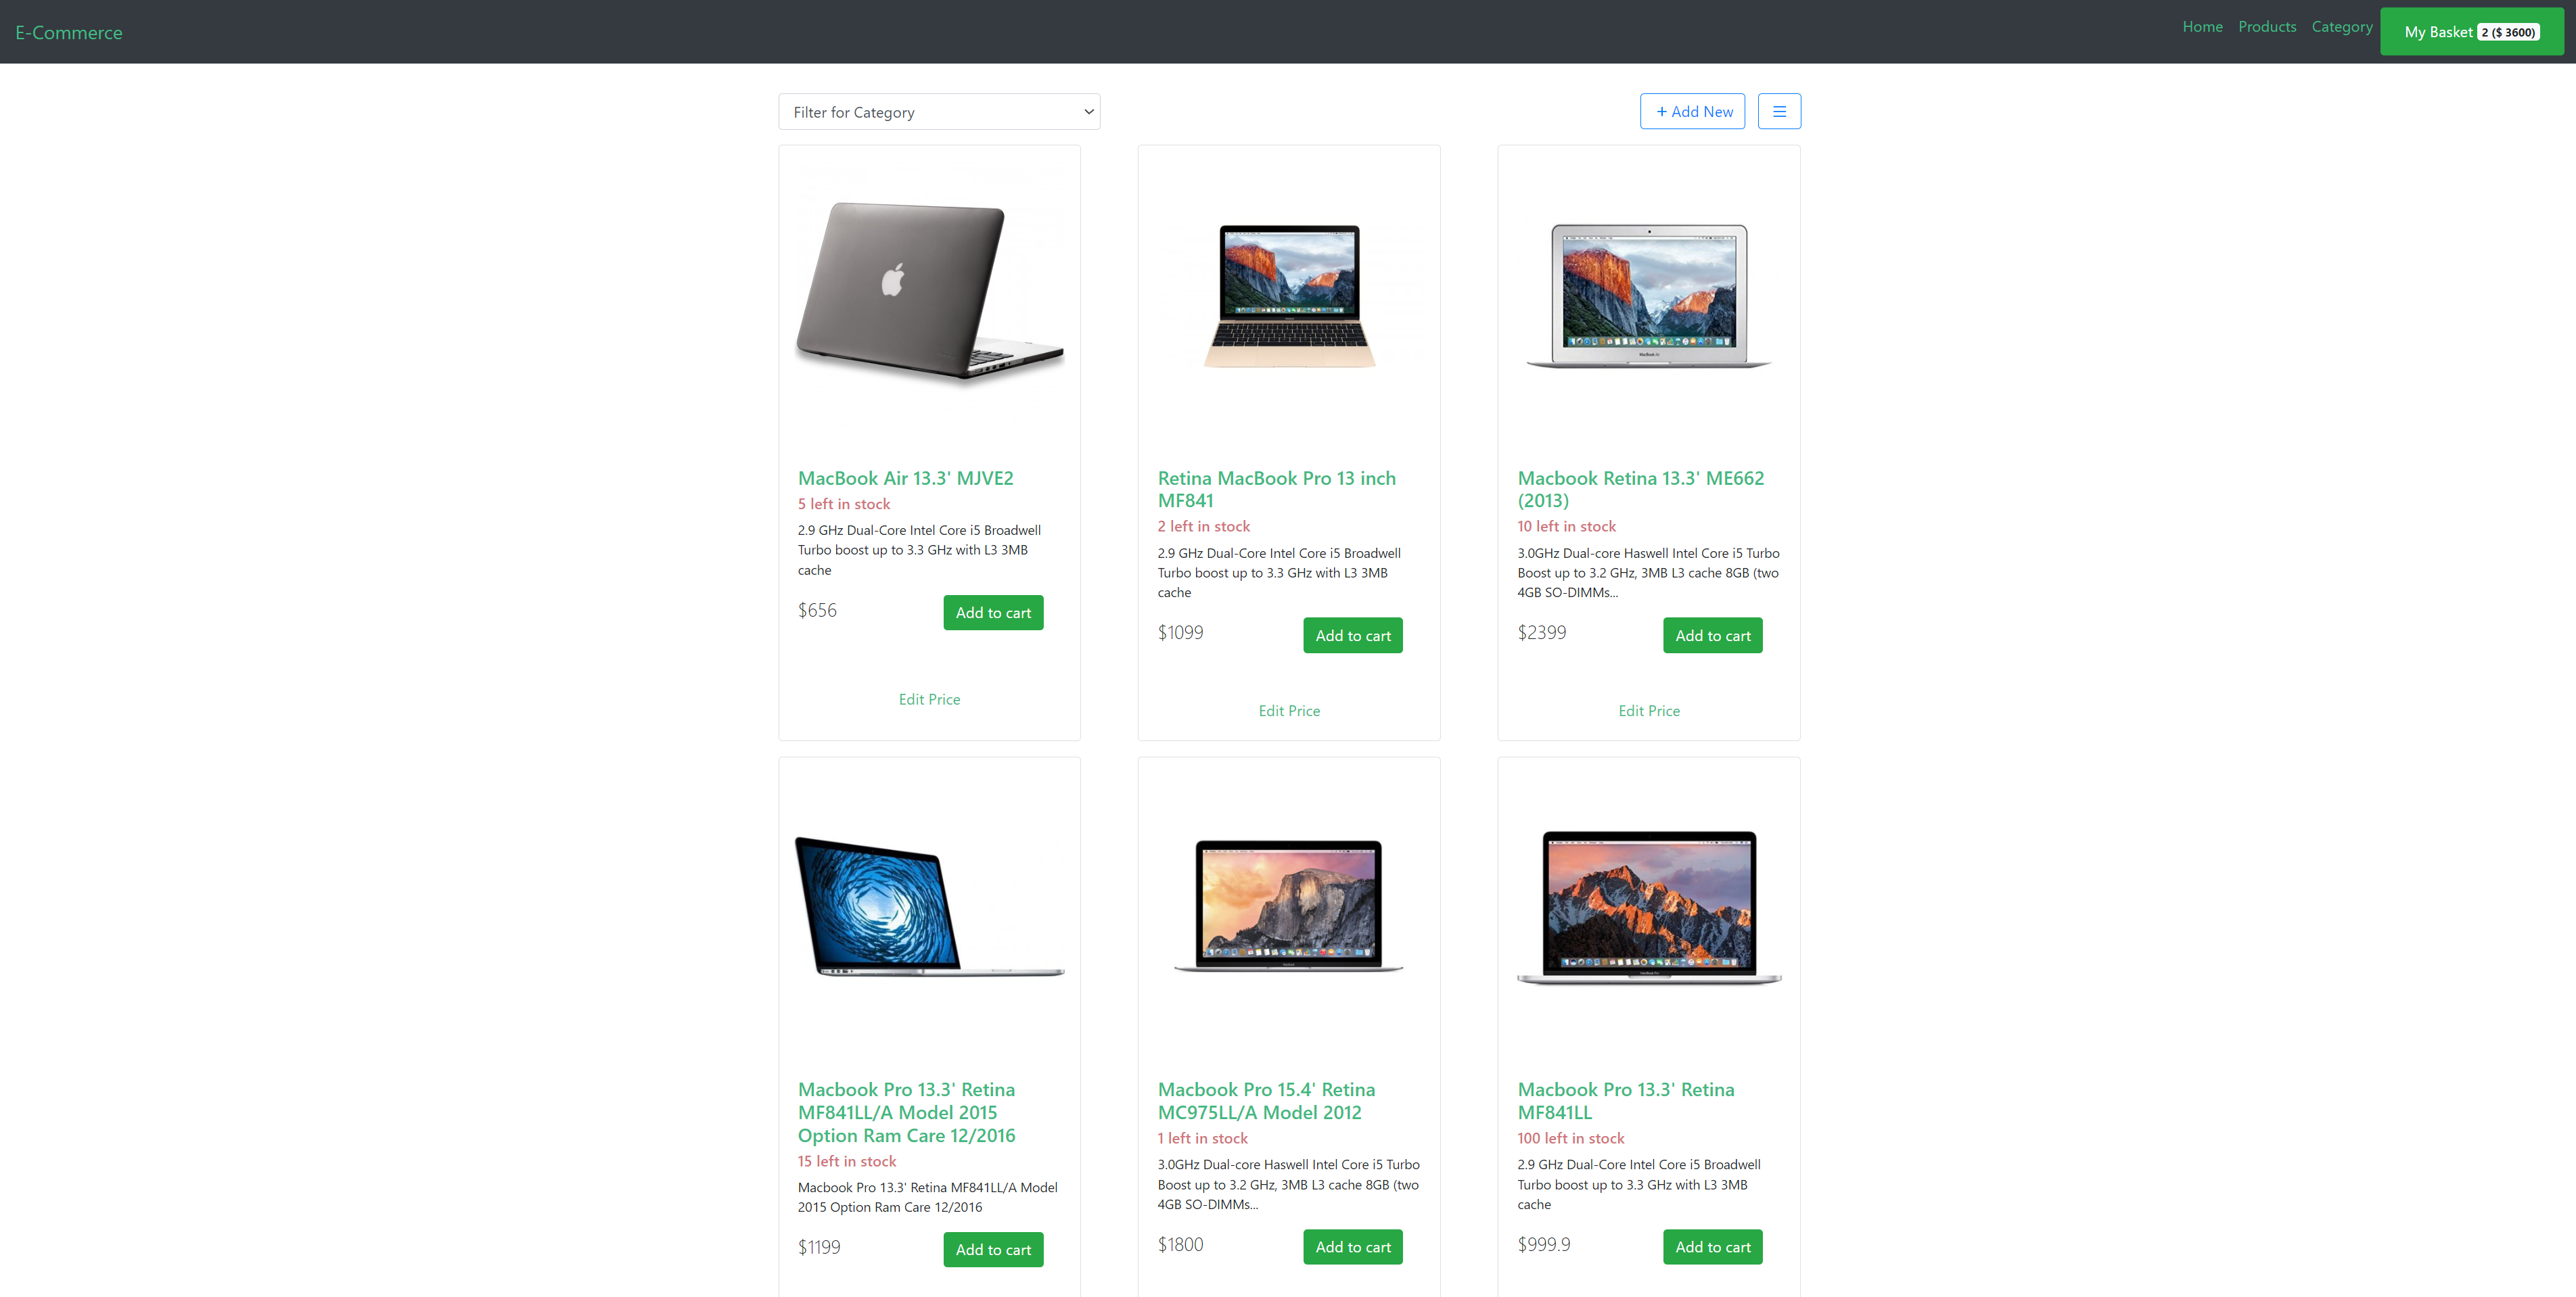 E-Commerce
Home Products Category My Basket 2 ($ 3600)
Filter for Category
+ Add New
MacBook Air 13.3' MJVE2
5 left in stock
2.9 GHz Dual-Core Intel Core i5 Broadwell
Turbo boost up to 3.3 GHz with L3 3MB
cache
$656
Add to cart
Edit Price
Retina MacBook Pro 13 inch
MF841
2 left in stock
2.9 GHz Dual-Core Intel Core i5 Broadwell
Turbo boost up to 3.3 GHz with L3 3MB
cache
$1099
Add to cart
Edit Price
Macbook Retina 13.3' ME662
(2013)
10 left in stock
3.0GHz Dual-core Haswell Intel Core i5 Turbo
Boost up to 3.2 GHz, 3MB L3 cache 8GB (two
4GB SO-DIMMs...
$2399
Add to cart
Edit Price
Macbook Pro 13.3' Retina
MF841LL/A Model 2015
Option Ram Care 12/2016
15 left in stock
Macbook Pro 13.3' Retina MF841LL/A Model
2015 Option Ram Care 12/2016
$1199
Add to cart
Macbook Pro 15.4' Retina
MC975LL/A Model 2012
1 left in stock
3.0GHz Dual-core Haswell Intel Core i5 Turbo
Boost up to 3.2 GHz, 3MB L3 cache 8GB (two
4GB SO-DIMMs...
$1800
Add to cart
Macbook Pro 13.3' Retina
MF841LL
100 left in stock
2.9 GHz Dual-Core Intel Core i5 Broadwell
Turbo boost up to 3.3 GHz with L3 3MB
cache
$999.9
Add to cart